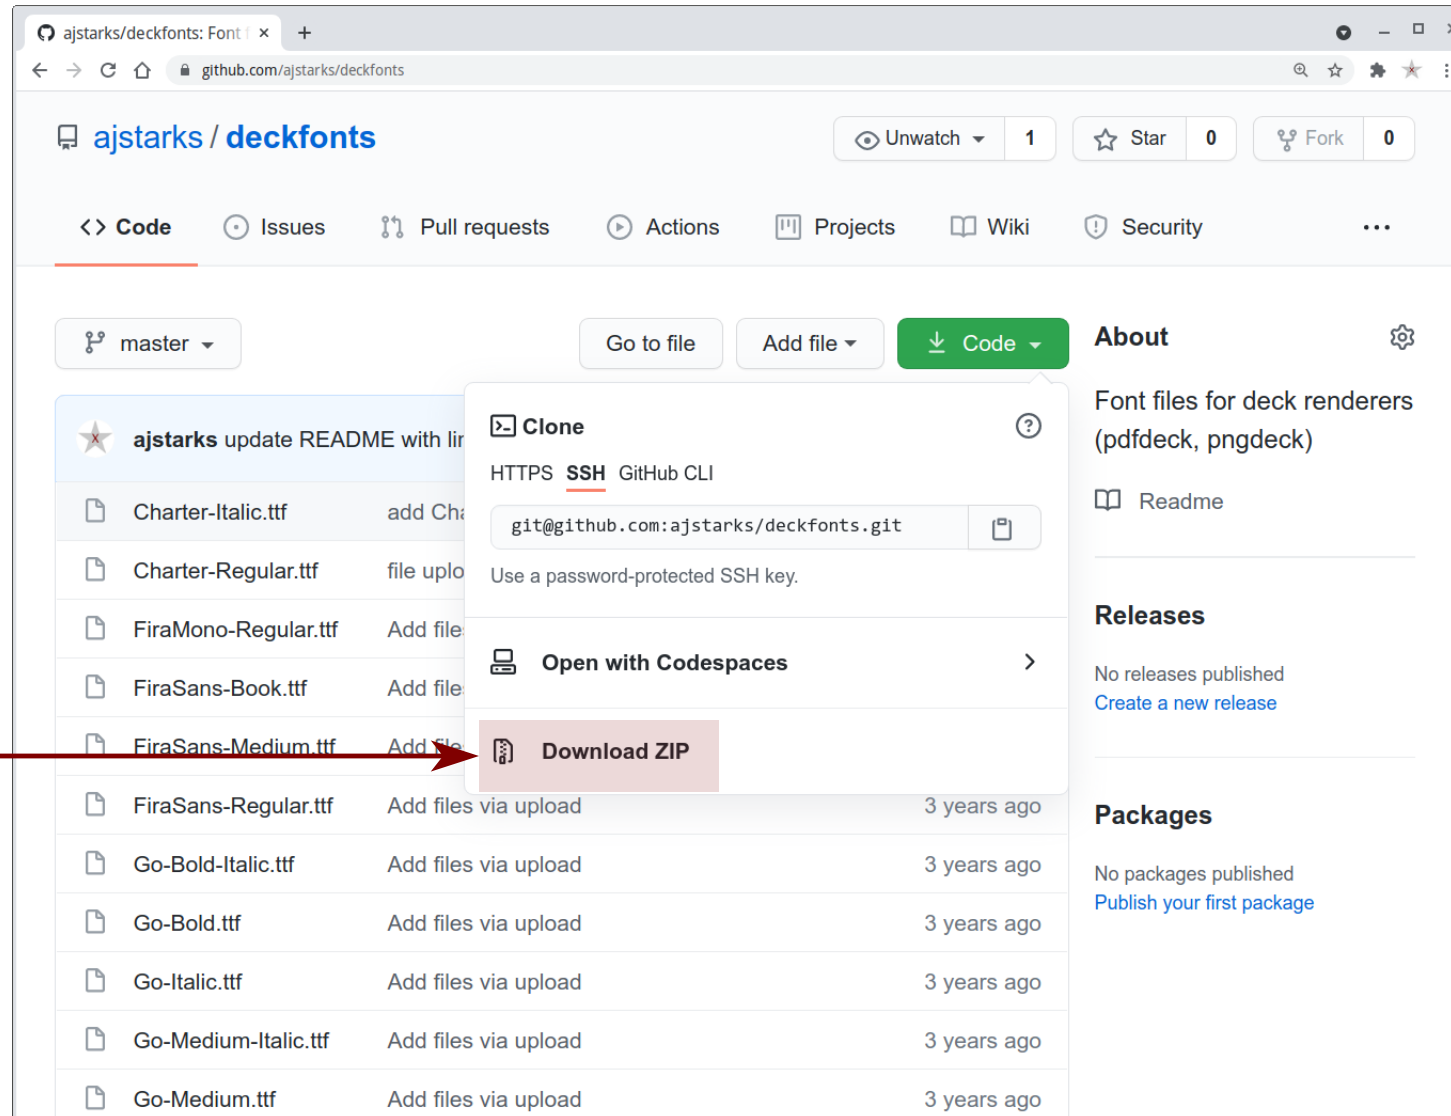 ajstarks/deckfonts: Font
github.com/ajstarks/deckfonts
ajstarks / deckfonts
Unwatch 1
Star 0
Fork 0
Code
Issues
Pull requests
Actions
Projects
Wiki
Security
master
Go to file
Add file
Code
Clone
HTTPS SSH GitHub CLI
git@github.com:ajstarks/deckfonts.git
Use a password-protected SSH key.
Open with Codespaces
Download ZIP
ajstarks update README with
Charter-Italic.ttf add
Charter-Regular.ttf file
FiraMono-Regular.ttf Add
FiraSans-Book.ttf Add
FiraSans-Medium.ttf Add
FiraSans-Regular.ttf Add files via upload 3 years ago
Go-Bold-Italic.ttf Add files via upload 3 years ago
Go-Bold.ttf Add files via upload 3 years ago
Go-Italic.ttf Add files via upload 3 years ago
Go-Medium-Italic.ttf Add files via upload 3 years ago
Go-Medium.ttf Add files via upload 3 years ago
About
Font files for deck renderers
(pdfdeck, pngdeck)
Readme
Releases
No releases published
Create a new release
Packages
No packages published
Publish your first package